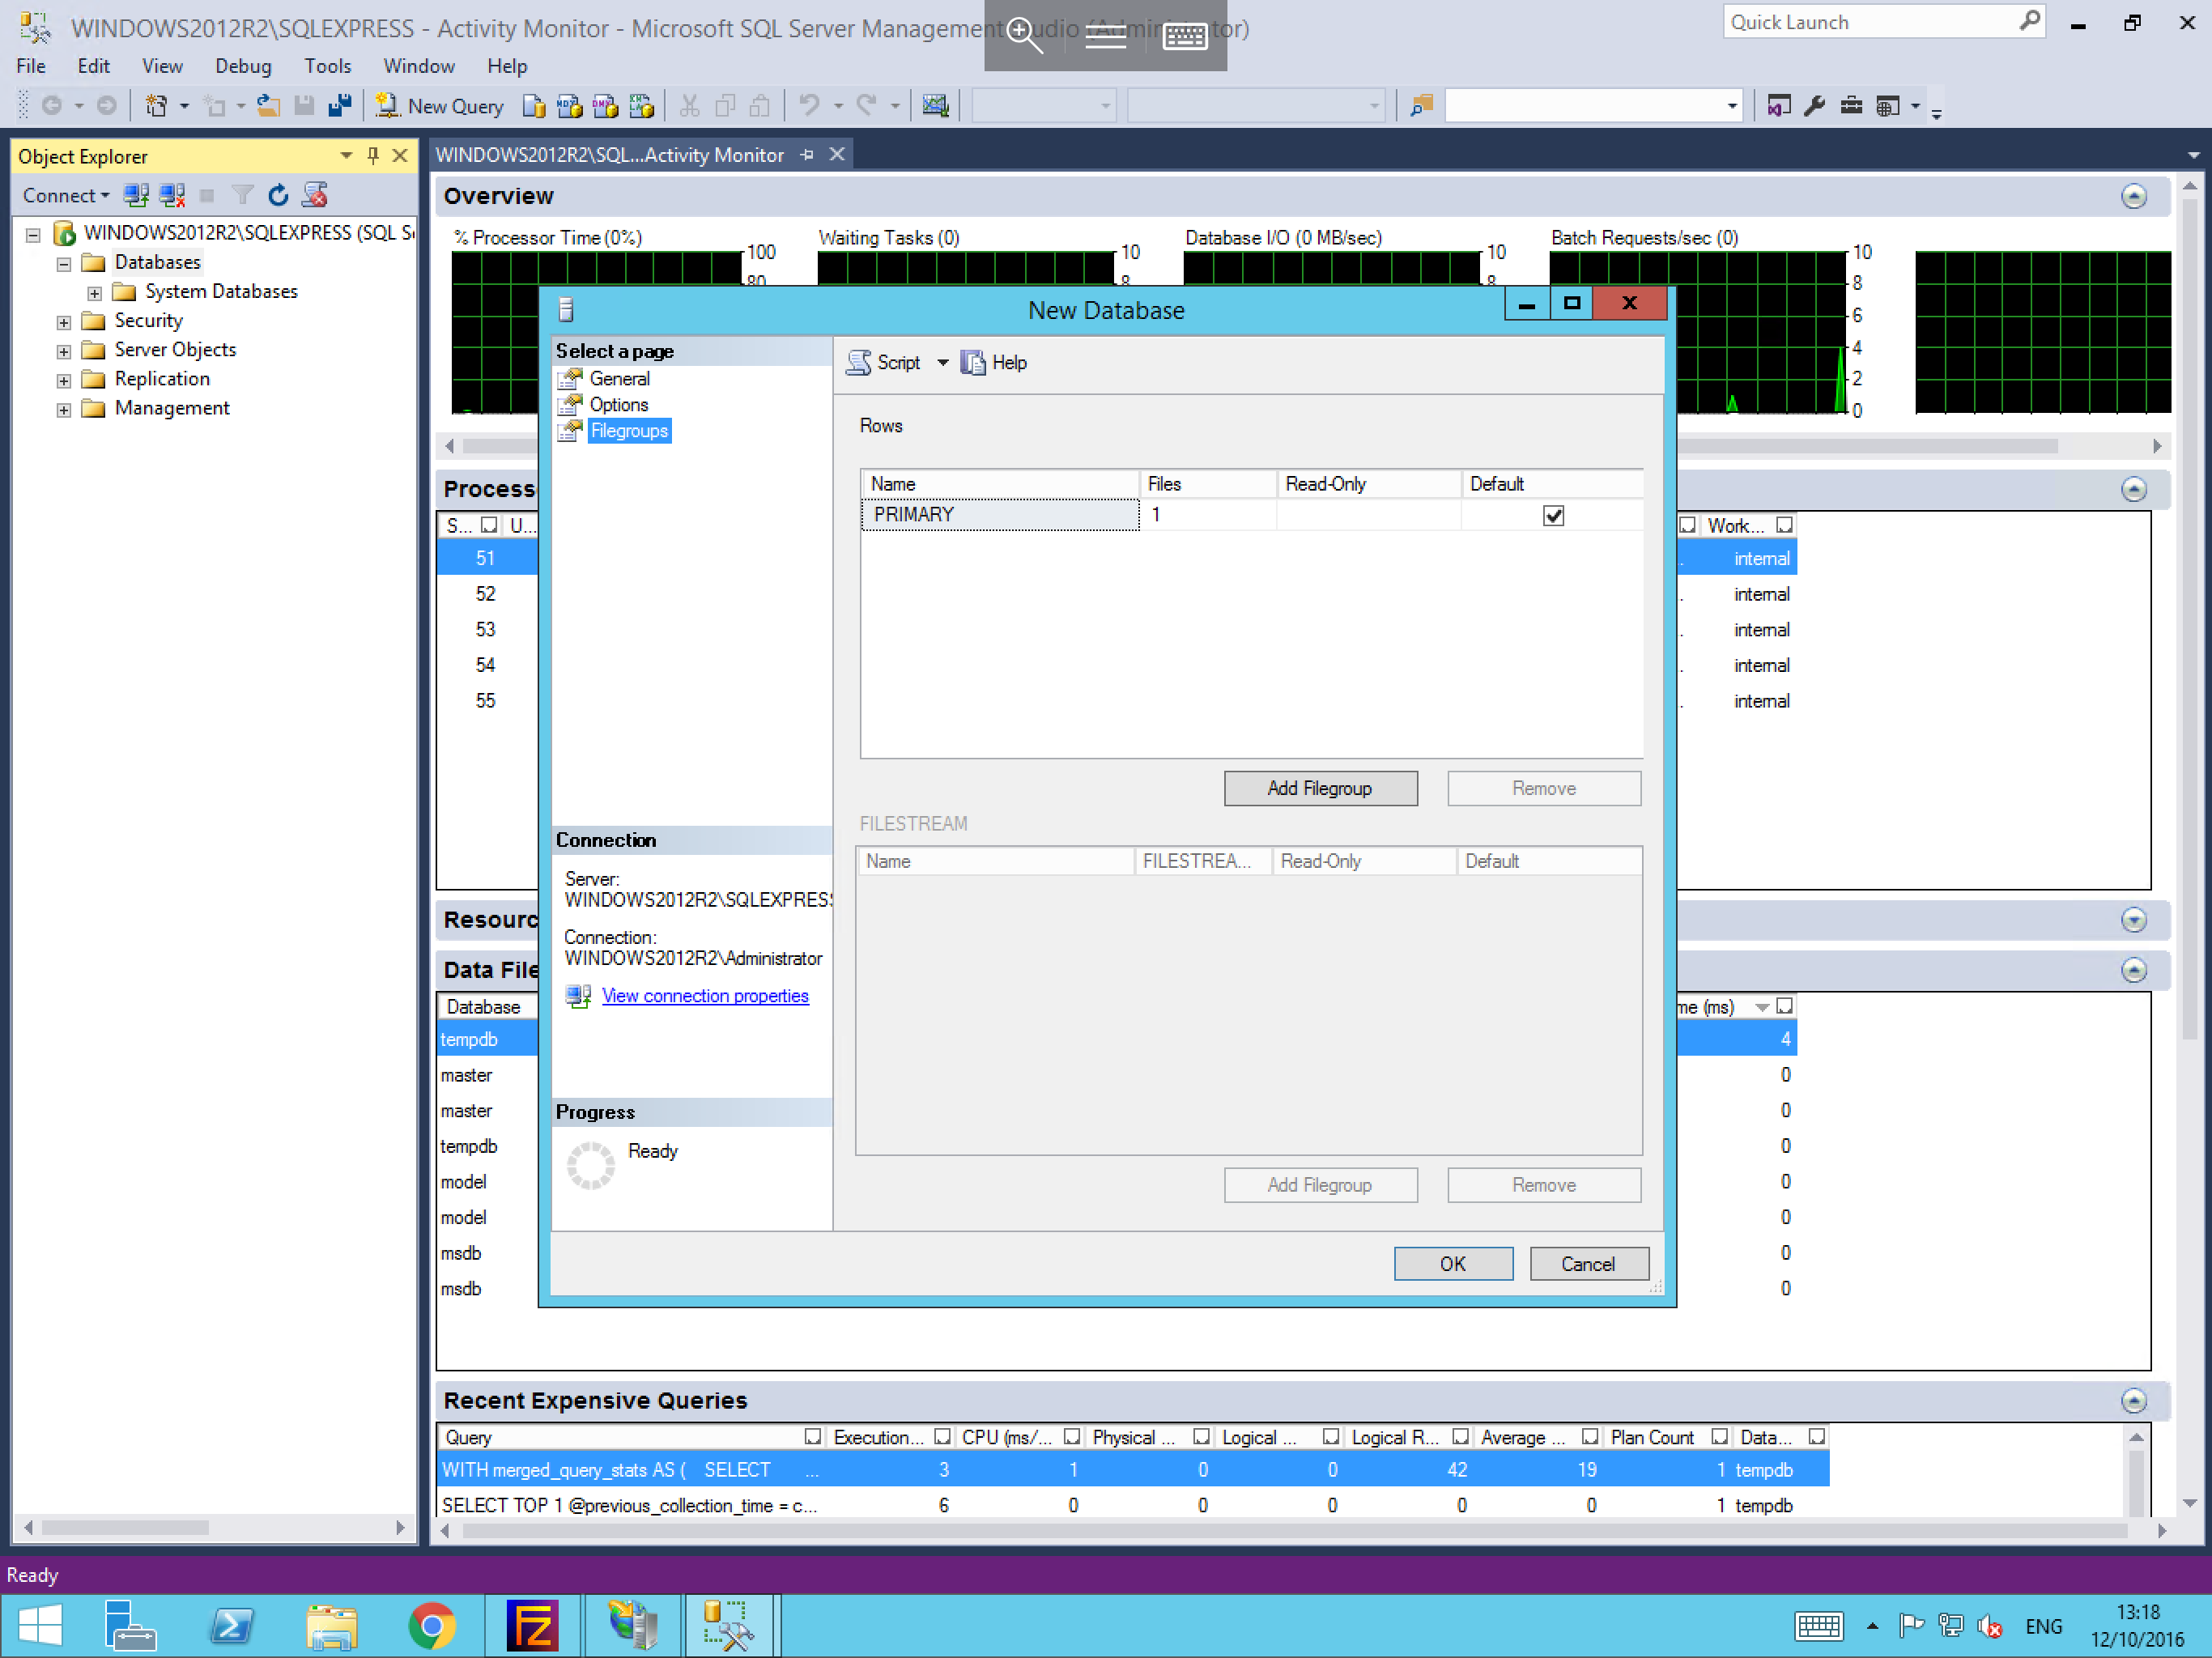 WINDOWS2012R2\SQLEXPRESS - Activity Monitor - Microsoft SQL Server Management Studio (Administrator)
Quick Launch
File Edit View Debug Tools Window Help
New Query
Object Explorer
WINDOWS2012R2\SQL...Activity Monitor
Connect
WINDOWS2012R2\SQLEXPRESS (SQL S
Databases
System Databases
Security
Server Objects
Replication
Management
Overview
% Processor Time (0%)
100
80
Waiting Tasks (0)
10
8
Database I/O (0 MB/sec)
10
8
Batch Requests/sec (0)
10
8
6
4
2
0
New Database
Select a page
General
Options
Filegroups
Script Help
Rows
Name Files Read-Only Default
PRIMARY 1
Add Filegroup Remove
FILESTREAM
Name FILESTREA... Read-Only Default
Add Filegroup Remove
OK Cancel
Connection
Server:
WINDOWS2012R2\SQLEXPRESS
Connection:
WINDOWS2012R2\Administrator
View connection properties
Progress
Ready
Process
S... U... Work...
51 internal
52 internal
53 internal
54 internal
55 internal
Resourc
Data File
Database me (ms)
tempdb 4
master 0
master 0
tempdb 0
model 0
model 0
msdb 0
msdb 0
Recent Expensive Queries
Query Execution... CPU (ms/... Physical ... Logical ... Logical R... Average ... Plan Count Data...
WITH merged_query_stats AS ( SELECT ... 3 1 0 0 42 19 1 tempdb
SELECT TOP 1 @previous_collection_time = c... 6 0 0 0 0 0 1 tempdb
Ready
FZ
ENG
13:18
12/10/2016